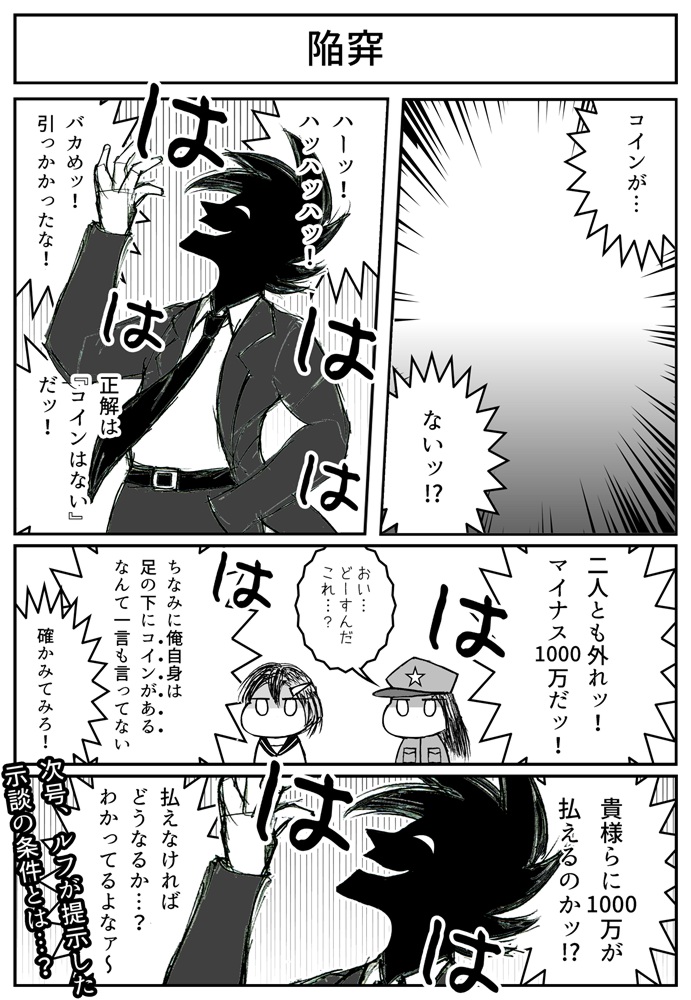 陥穽
コインが…
ないッ!?
ハーッ!
ハッハッハッ!
バカめッ!
引っかかったな!
は
は
は
は
正解は
『コインはない』
だッ!
二人とも外れッ!
マイナス
1000
万だッ!
は
おい…
どーすんだ
これ…?
は
ちなみに俺自身は
足の下にコインがある
なんて一言も言ってない
確かみてみろ!
貴様らに1000万が
払えるのかッ!?
は
は
払えなければ
どうなるか…?
わかってるよなァ〜
次号、ルフが提示した
示談の条件とは…?